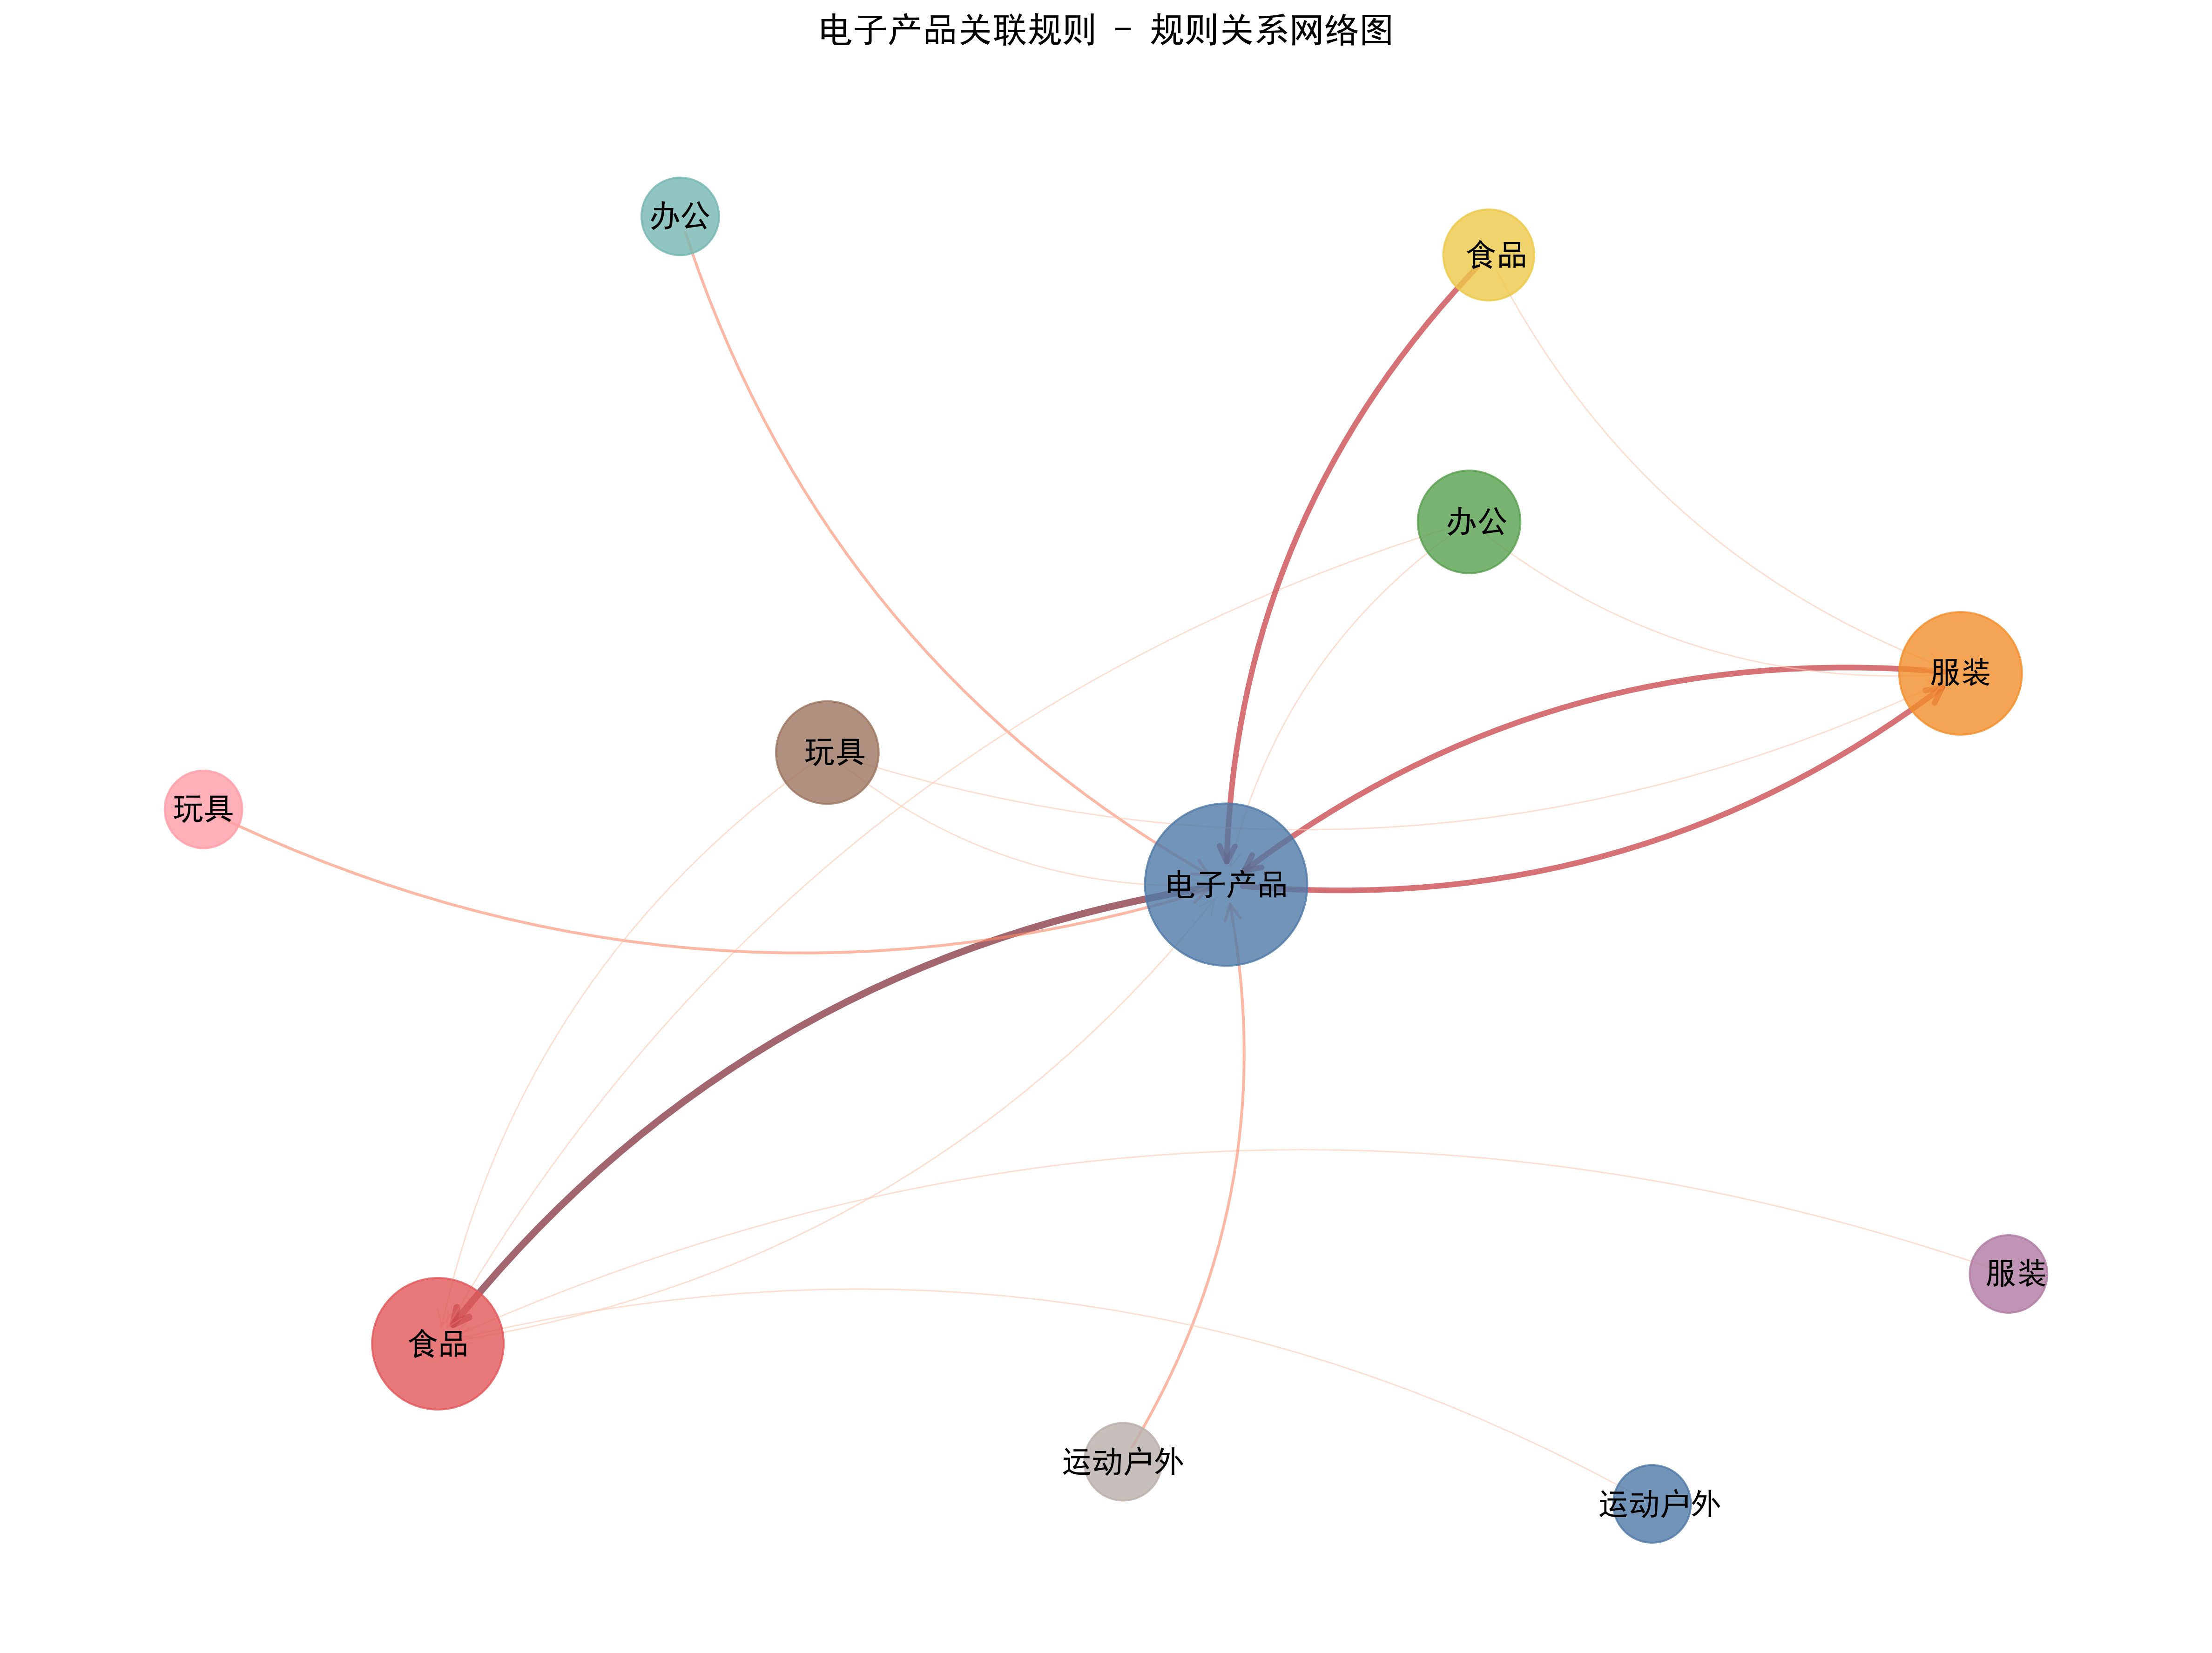 电子产品关联规则 - 规则关系网络图
办公
食品
办公
服装
玩具
玩具
电子产品
服装
食品
运动户外
运动户外